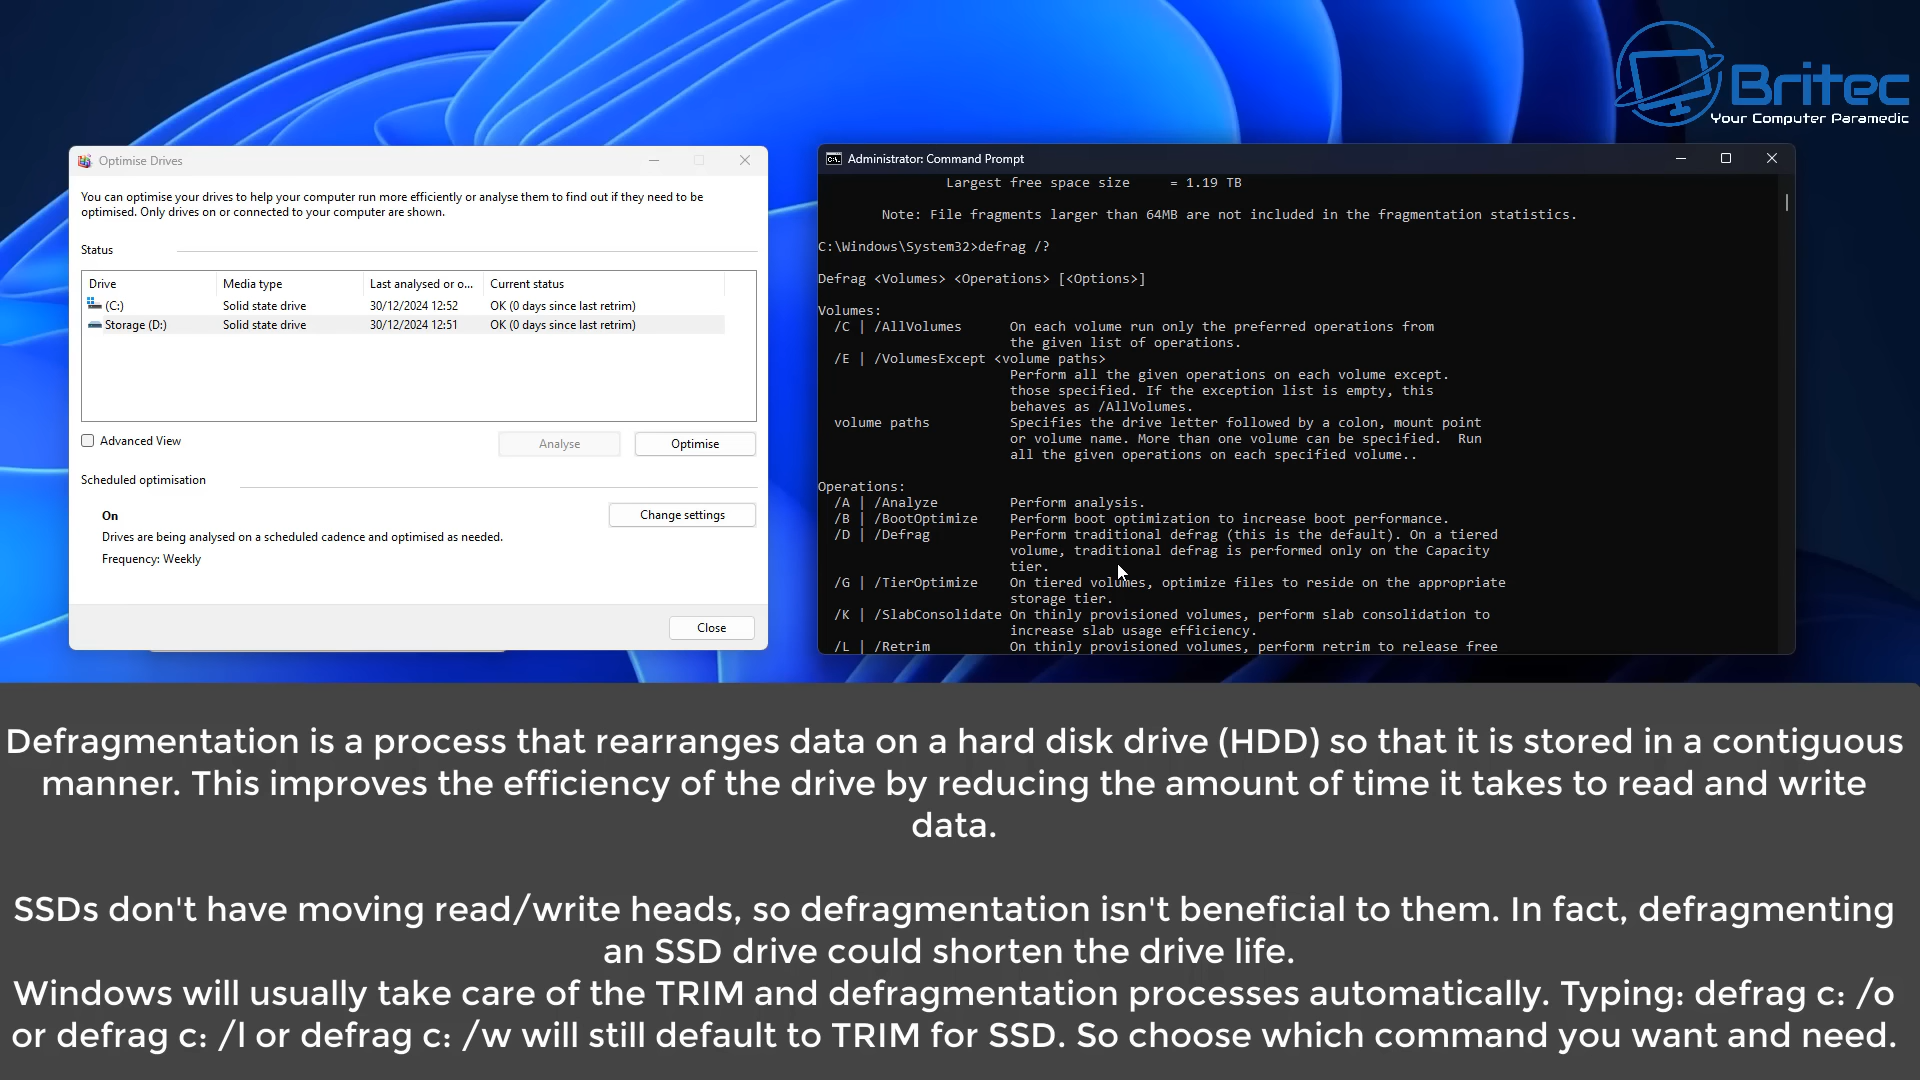 Britec
Your Computer Paramedic
Optimise Drives
You can optimise your drives to help your computer run more efficiently or analyse them to find out if they need to be
optimised. Only drives on or connected to your computer are shown.
Status
Drive Media type Last analysed or o... Current status
(C:) Solid state drive 30/12/2024 12:52 OK (0 days since last retrim)
Storage (D:) Solid state drive 30/12/2024 12:51 OK (0 days since last retrim)
Advanced View
Analyse Optimise
Scheduled optimisation
On
Change settings
Drives are being analysed on a scheduled cadence and optimised as needed.
Frequency: Weekly
Close
Administrator: Command Prompt
Largest free space size = 1.19 TB
Note: File fragments larger than 64MB are not included in the fragmentation statistics.
C:\Windows\System32>defrag /?
Defrag <Volumes> <Operations> [<Options>]
Volumes:
/C | /AllVolumes On each volume run only the preferred operations from
the given list of operations.
/E | /VolumesExcept <volume paths>
Perform all the given operations on each volume except.
those specified. If the exception list is empty, this
behaves as /AllVolumes.
volume paths Specifies the drive letter followed by a colon, mount point
or volume name. More than one volume can be specified. Run
all the given operations on each specified volume..
Operations:
/A | /Analyze Perform analysis.
/B | /BootOptimize Perform boot optimization to increase boot performance.
/D | /Defrag Perform traditional defrag (this is the default). On a tiered
volume, traditional defrag is performed only on the Capacity
tier.
/G | /TierOptimize On tiered volumes, optimize files to reside on the appropriate
storage tier.
/K | /SlabConsolidate On thinly provisioned volumes, perform slab consolidation to
increase slab usage efficiency.
/L | /Retrim On thinly provisioned volumes, perform retrim to release free
Defragmentation is a process that rearranges data on a hard disk drive (HDD) so that it is stored in a contiguous
manner. This improves the efficiency of the drive by reducing the amount of time it takes to read and write
data.
SSDs don't have moving read/write heads, so defragmentation isn't beneficial to them. In fact, defragmenting
an SSD drive could shorten the drive life.
Windows will usually take care of the TRIM and defragmentation processes automatically. Typing: defrag c: /o
or defrag c: /l or defrag c: /w will still default to TRIM for SSD. So choose which command you want and need.